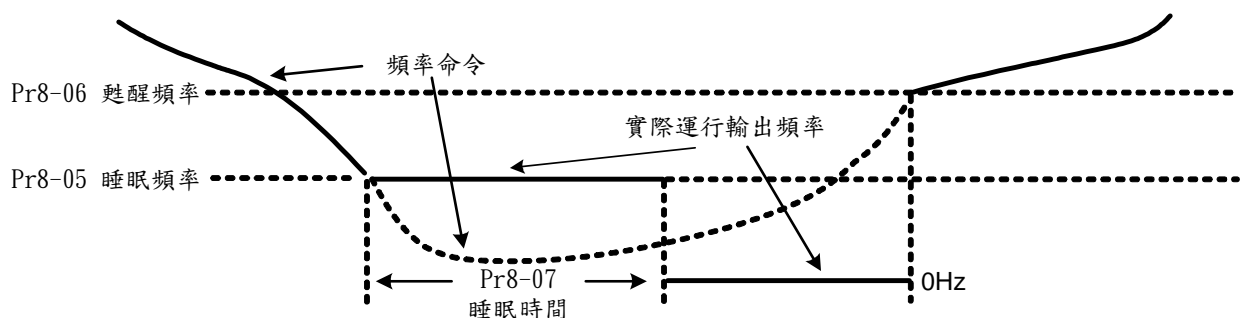 頻率命令
Pr8-06 甦醒頻率
實際運行輸出頻率
Pr8-05 睡眠頻率
Pr8-07
睡眠時間
0Hz